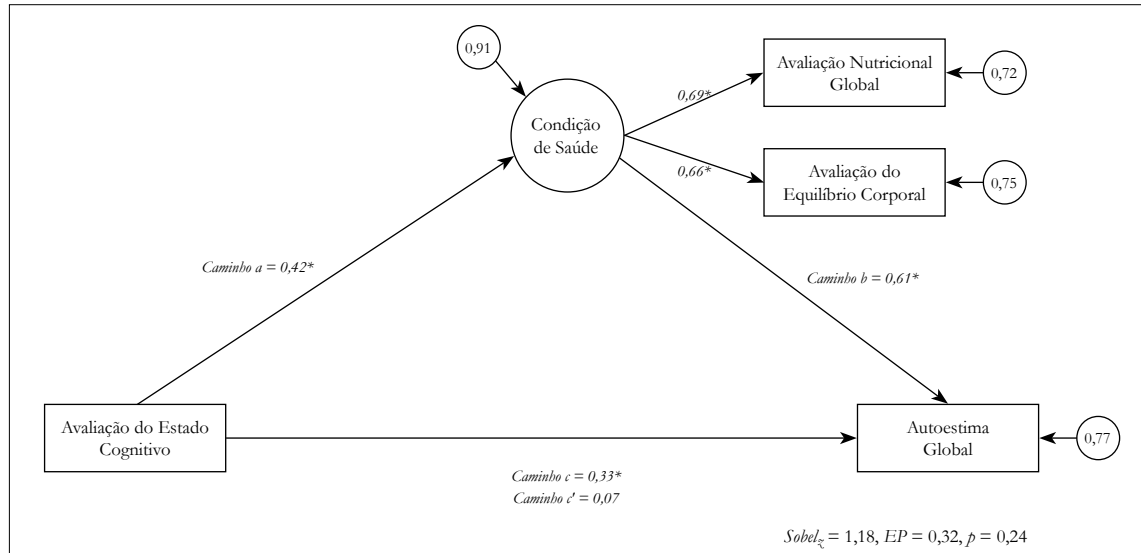 0,91
Avaliação Nutricional
Global
0,72
0,69*
Condição
de Saúde
0,66*
Avaliação do
Equilíbrio Corporal
0,75
Caminho a = 0,42*
Caminho b = 0,61*
Avaliação do Estado
Cognitivo
Autoestima
Global
0,77
Caminho c = 0,33*
Caminho c' = 0,07
Sobelz = 1,18, EP = 0,32, p = 0,24